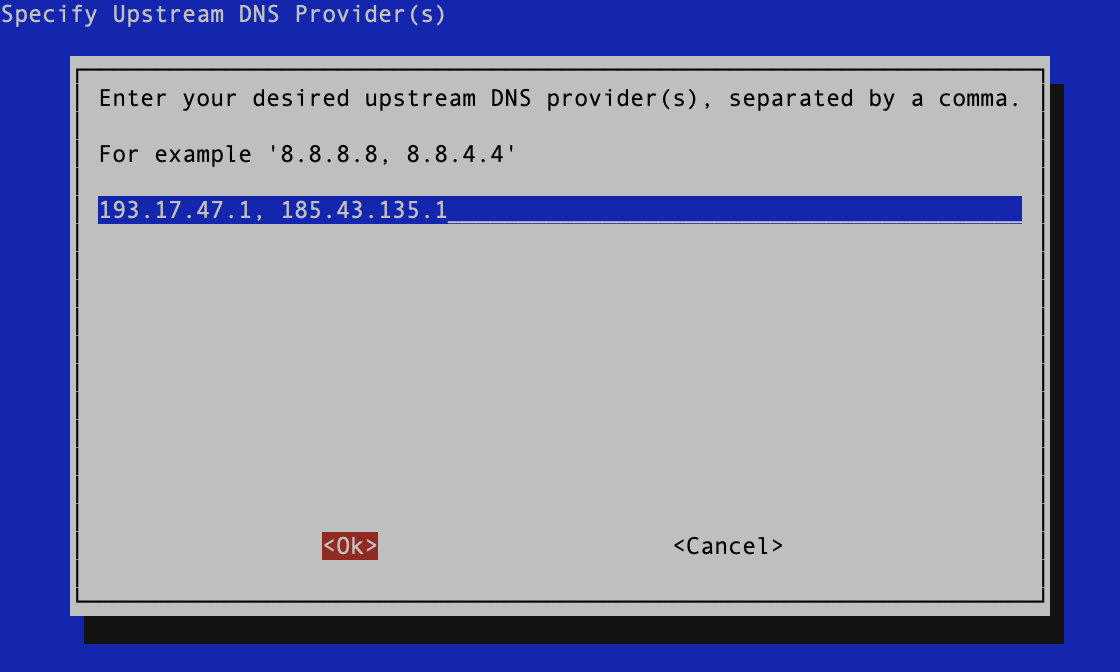 Specify Upstream DNS Provider(s)
Enter your desired upstream DNS provider(s), separated by a comma.
For example '8.8.8.8, 8.8.4.4'
193.17.47.1, 185.43.135.1
<Ok> <Cancel>